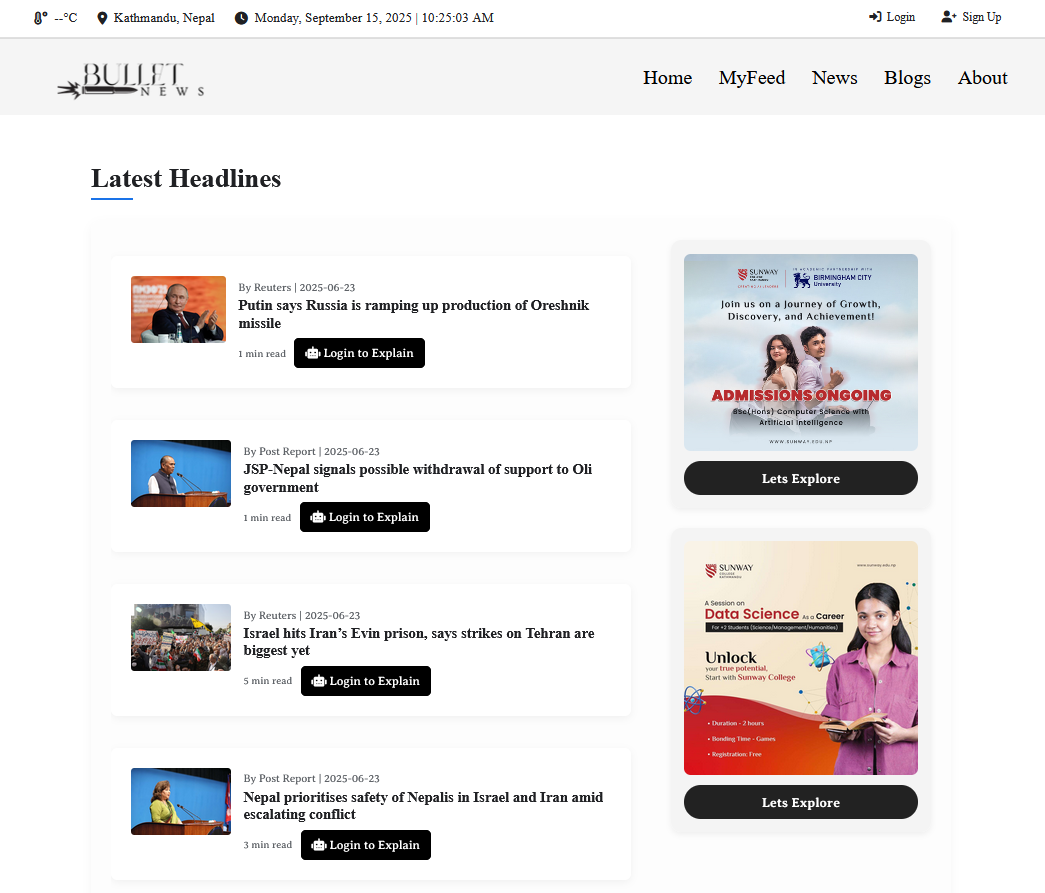 --°C Kathmandu, Nepal Monday, September 15, 2025 | 10:25:03 AM Login Sign Up
BULLET
NEWS
Home MyFeed News Blogs About
Latest Headlines
By Reuters | 2025-06-23
Putin says Russia is ramping up production of Oreshnik
missile
1 min read Login to Explain
By Post Report | 2025-06-23
JSP-Nepal signals possible withdrawal of support to Oli
government
1 min read Login to Explain
By Reuters | 2025-06-23
Israel hits Iran’s Evin prison, says strikes on Tehran are
biggest yet
5 min read Login to Explain
By Post Report | 2025-06-23
Nepal prioritises safety of Nepalis in Israel and Iran amid
escalating conflict
3 min read Login to Explain
SUNWAY
IN ACADEMIC PARTNERSHIP WITH
BIRMINGHAM CITY
University
Join us on a Journey of Growth,
Discovery, and Achievement!
ADMISSIONS ONGOING
BSc(Hons) Computer Science with
Artificial Intelligence
WWW.SUNWAY.EDU.NP
Lets Explore
SUNWAY
COLLEGE
KATHMANDU
www.sunway.edu.np
A Session on
Data Science As a Career
For +2 Students (Science/Management/Humanities)
Unlock
your true potential,
Start with Sunway College
• Duration - 2 hours
• Bonding Time - Games
• Registration: Free
Lets Explore